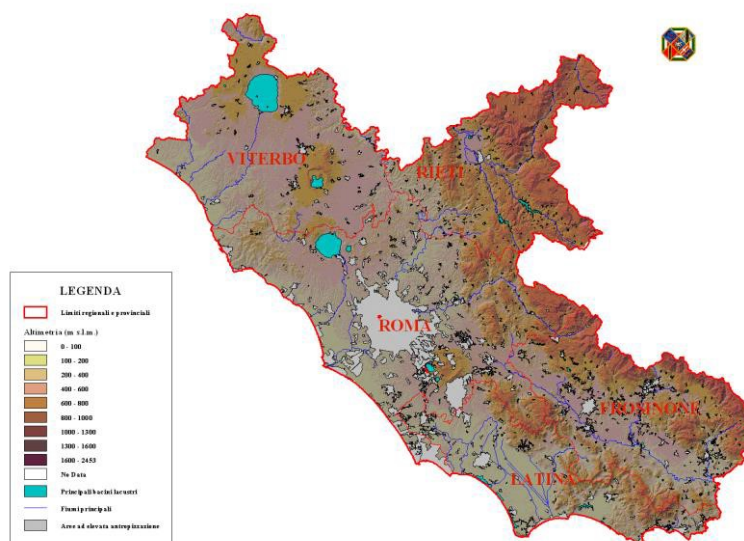 VITERBO
RIETI
ROMA
FROSINONE
LATINA
LEGENDA
Limiti regionali e provinciali
Altimetria (m s.l.m.)
0 - 100
100 - 200
200 - 400
400 - 600
600 - 800
800 - 1000
1000 - 1300
1300 - 1600
1600 - 2453
No Data
Principali bacini lacustri
Fiumi principali
Aree ad elevata antropizzazione